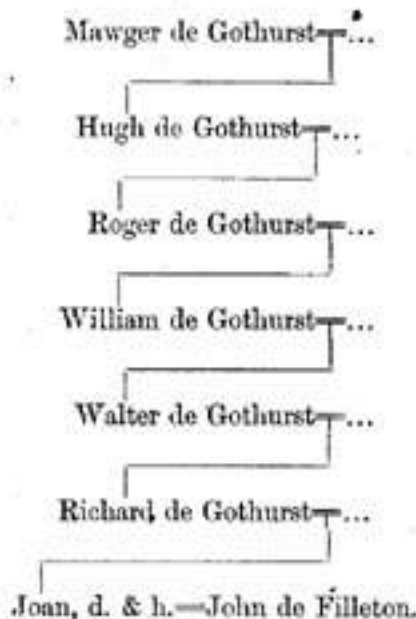 Mawger de Gothurst=...
Hugh de Gothurst=...
Roger de Gothurst=...
William de Gothurst=...
Walter de Gothurst=...
Richard de Gothurst=...
Joan, d. & h.=John de Filleton.